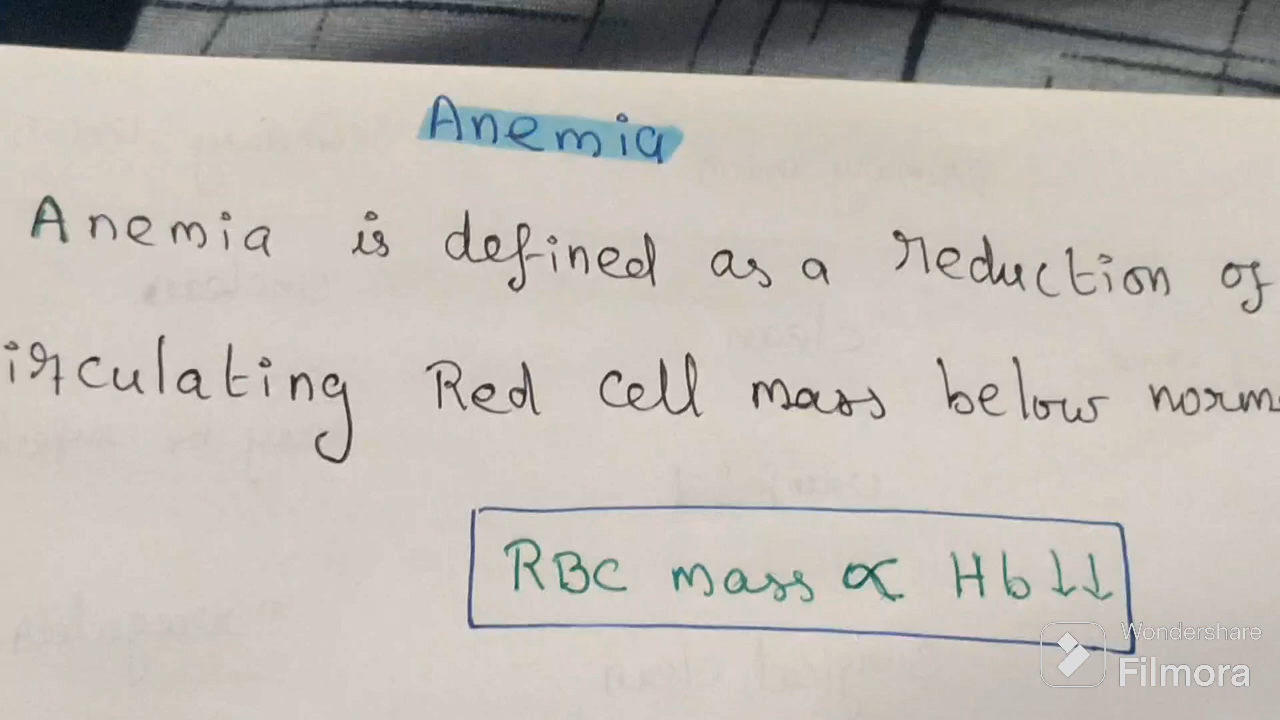 Anemia
Anemia is defined as a reduction of
irculating Red cell mass below norm
RBC mass ∝ Hb↓↓
Wondershare
Filmora